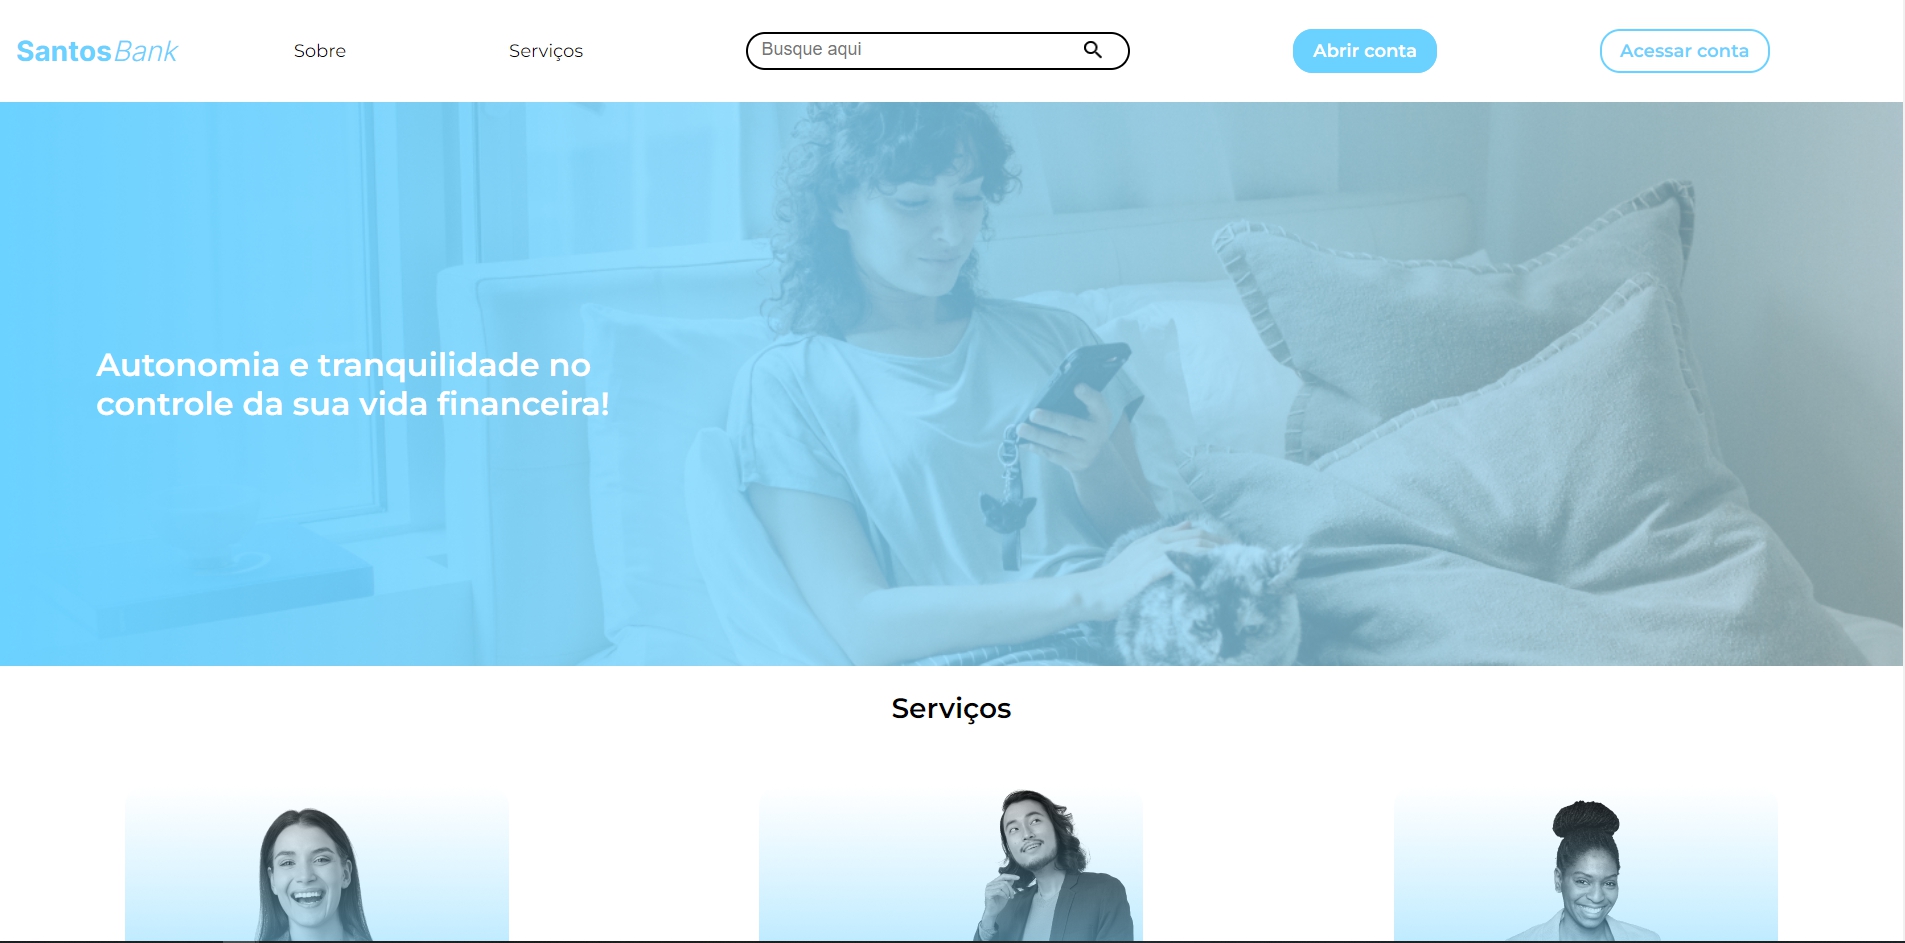 SantosBank
Sobre
Serviços
Busque aqui
Abrir conta
Acessar conta
Autonomia e tranquilidade no
controle da sua vida financeira!
Serviços